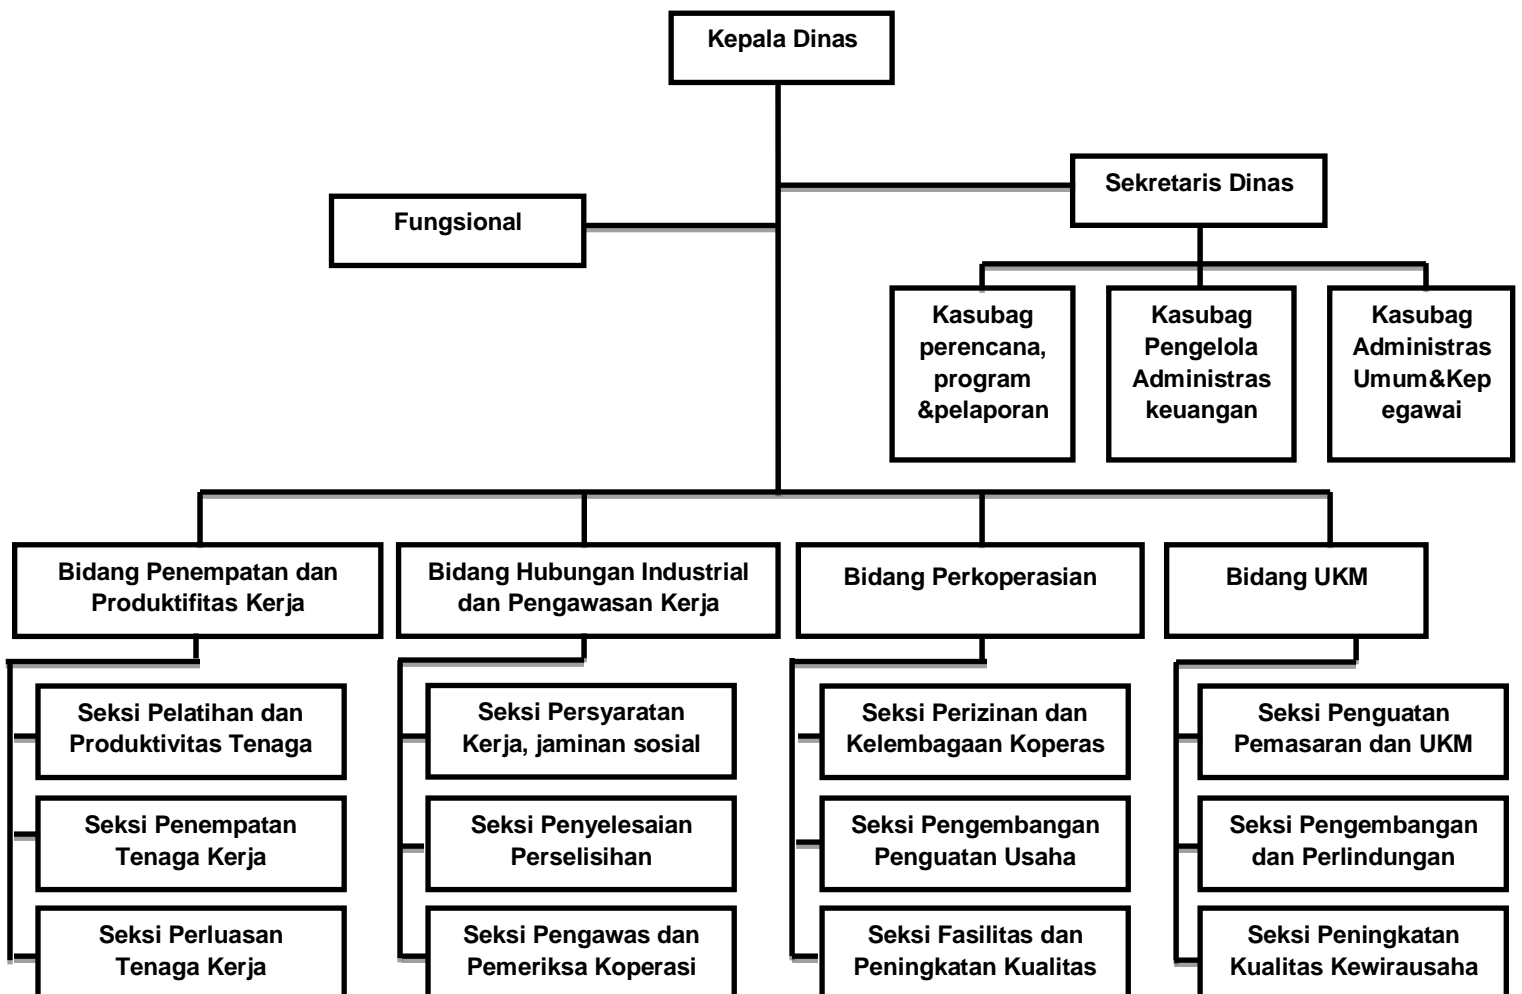 Kepala Dinas
Sekretaris Dinas
Fungsional
Kasubag
perencana,
program
&pelaporan
Kasubag
Pengelola
Administras
keuangan
Kasubag
Administras
Umum&Kep
egawai
Bidang Penempatan dan
Produktifitas Kerja
Bidang Hubungan Industrial
dan Pengawasan Kerja
Bidang Perkoperasian
Bidang UKM
Seksi Pelatihan dan
Produktivitas Tenaga
Seksi Penempatan
Tenaga Kerja
Seksi Perluasan
Tenaga Kerja
Seksi Persyaratan
Kerja, jaminan sosial
Seksi Penyelesaian
Perselisihan
Seksi Pengawas dan
Pemeriksa Koperasi
Seksi Perizinan dan
Kelembagaan Koperas
Seksi Pengembangan
Penguatan Usaha
Seksi Fasilitas dan
Peningkatan Kualitas
Seksi Penguatan
Pemasaran dan UKM
Seksi Pengembangan
dan Perlindungan
Seksi Peningkatan
Kualitas Kewirausaha